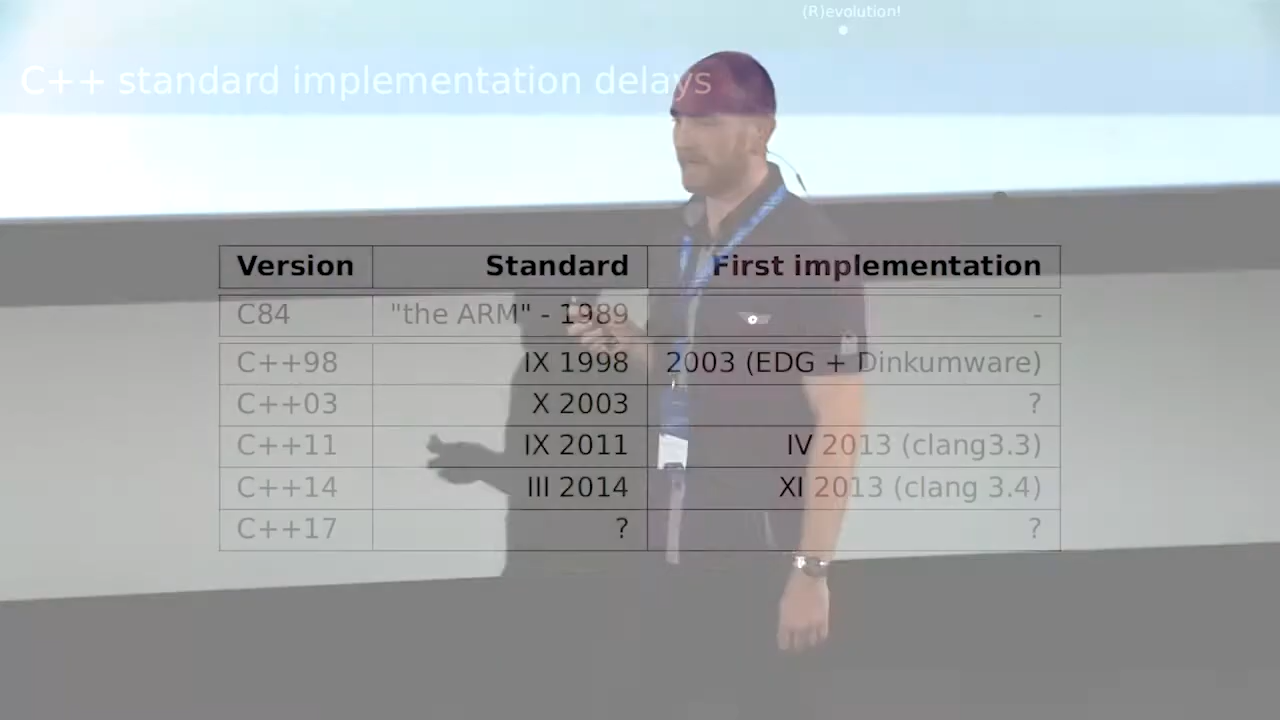 (R)evolution!
C++ standard implementation delays
Version Standard First implementation
C84 "the ARM" - 1989 -
C++98 IX 1998 2003 (EDG + Dinkumware)
C++03 X 2003 ?
C++11 IX 2011 IV 2013 (clang3.3)
C++14 III 2014 XI 2013 (clang 3.4)
C++17 ? ?